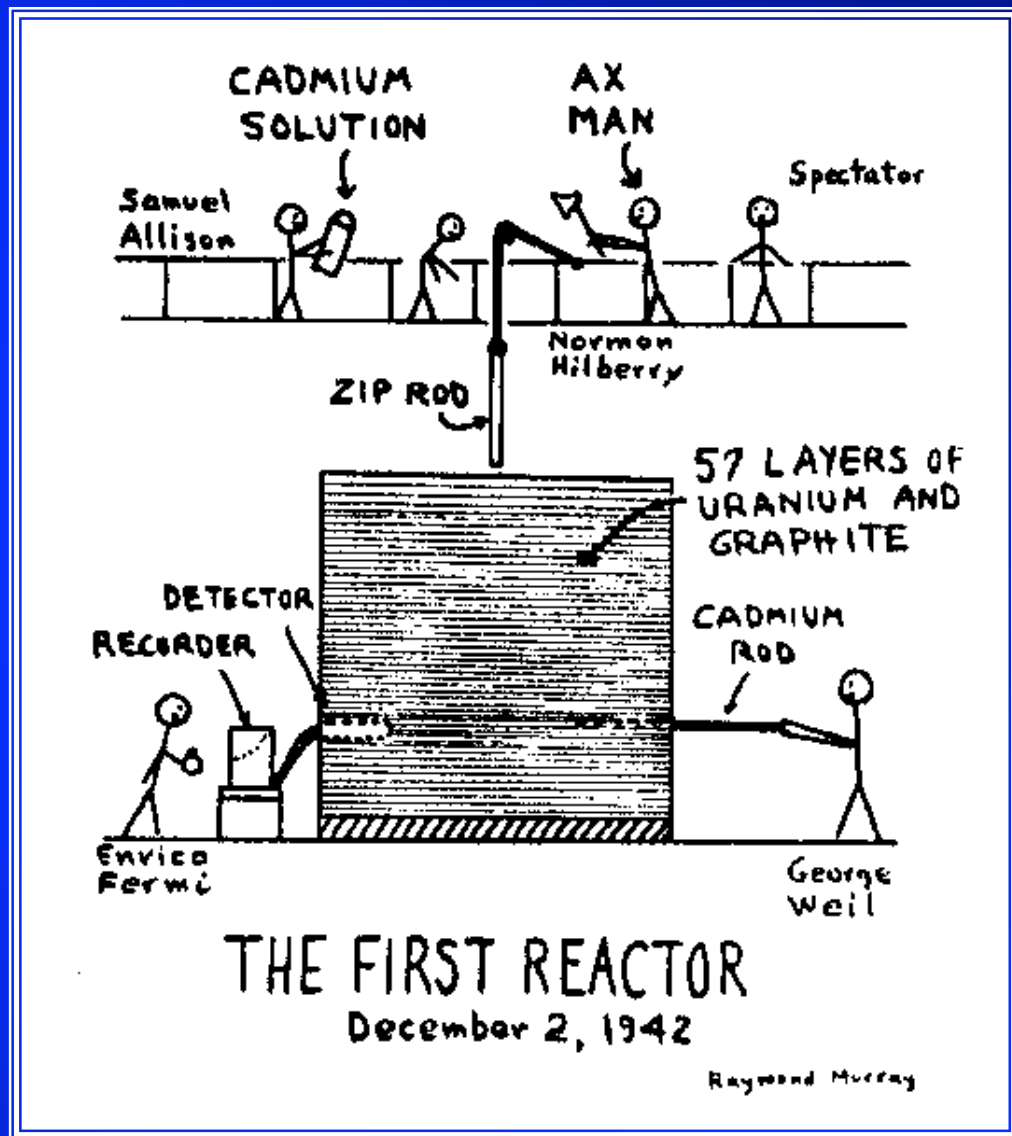 CADMIUM
SOLUTION
AX
MAN
Spectator
Samuel
Allison
Norman
Hilberry
ZIP ROD
57 LAYERS OF
URANIUM AND
GRAPHITE
DETECTOR
RECORDER
CADMIUM
ROD
Enrico
Fermi
George
Weil
THE FIRST REACTOR
December 2, 1942
Raymond Murray